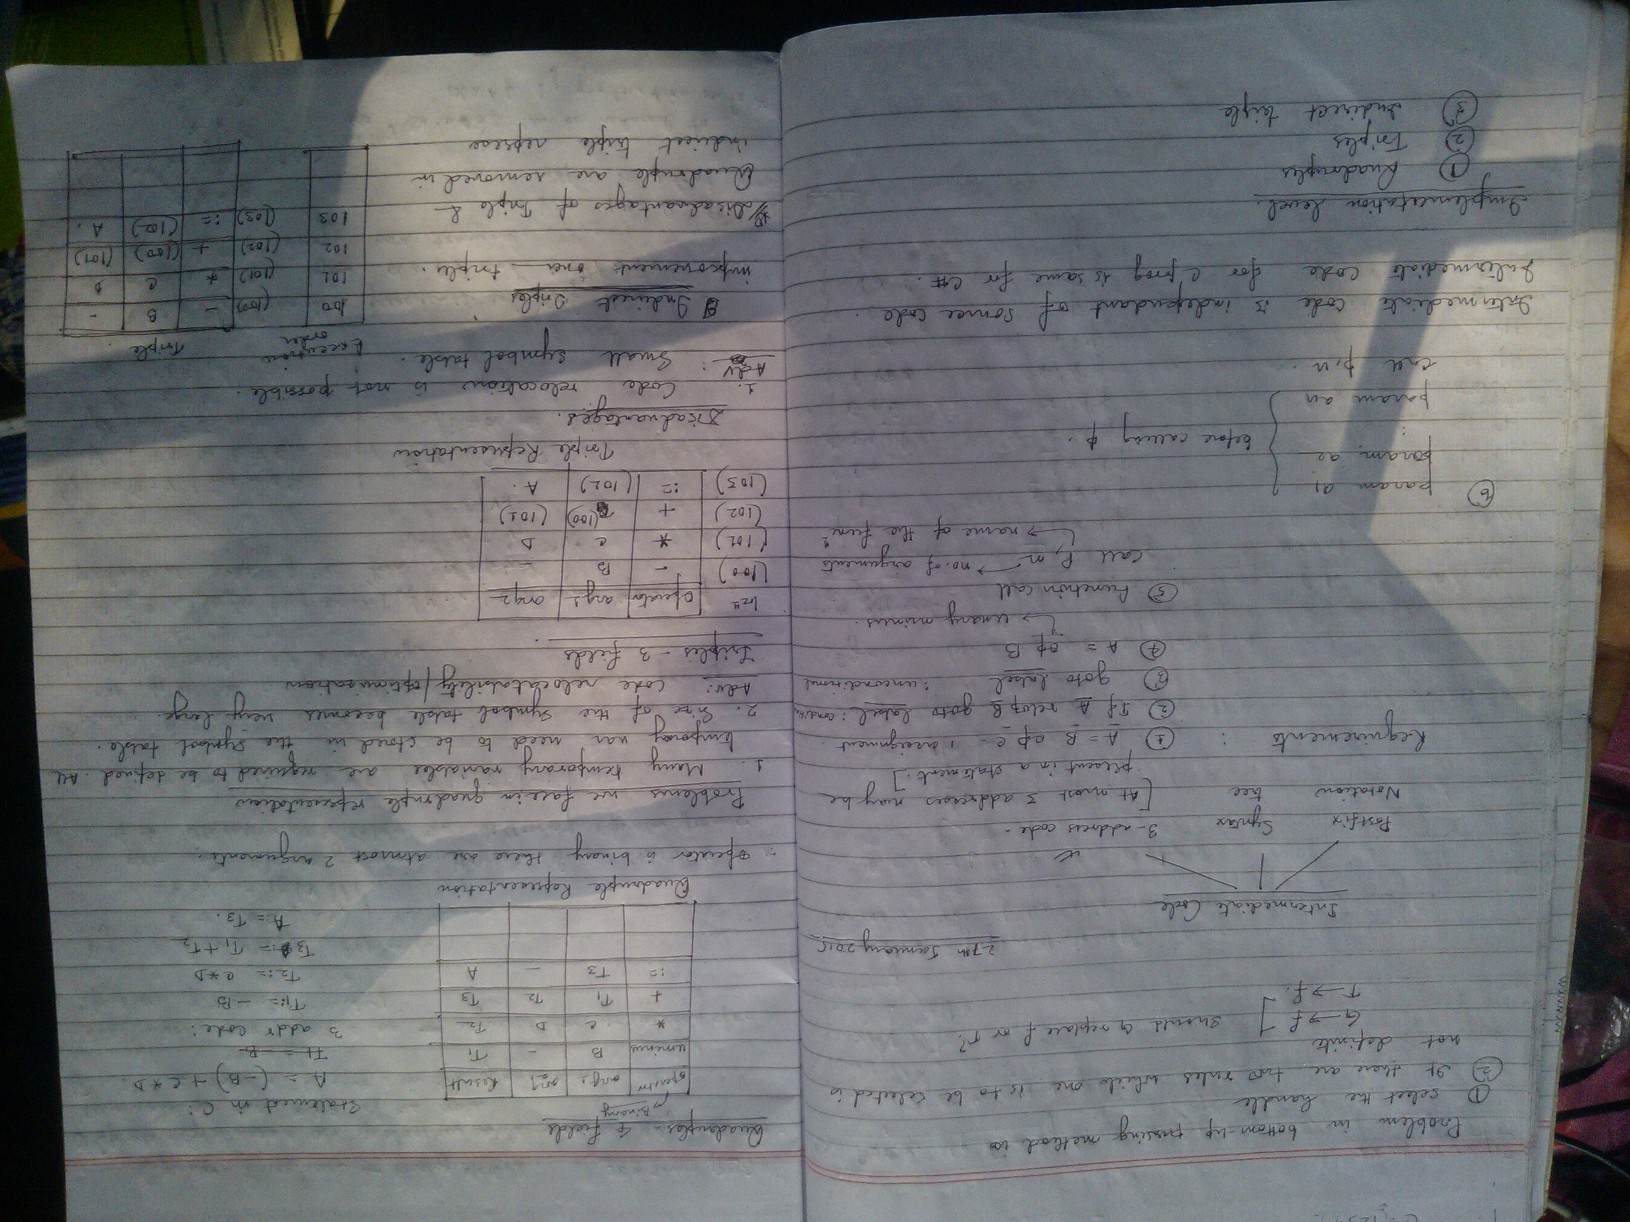 Problem in bottom-up parsing method is
① select the handle
② If there are two rules which one is to be selected is
not definite
G → f.
T → f.
should G replace f or T?
27th January 2015
Intermediate Code
Postfix Notation
Syntax tree
3-address code.
[At most 3 addresses may be
present in a statement.]
Requirements :
① A = B op C - assignment
② If A relop B goto label :
③ goto label : unconditional
④ A = op B
↳ unary minus.
⑤ Function call
call P, n → no. of arguments
↳ name of the func?
⑥ param a1
param a2
:
param an
before calling p.
call p, n.
Intermediate code is independant of source code.
Intermediate code for C prog is same for C#.
Implementation level.
① Quadruples
② Triples
③ Indirect triple
Quadruples - 4 fields
Binary
operator arg1 arg2 Result
uminus B - T1
* C D T2
+ T1 T2 T3
:= T3 - A
Quadruple Representation
Statement in C:
A = (-B) + C * D
T1 = B
3 addr code:
T1 := -B
T2 := C * D
T3 := T1 + T2
A := T3.
∴ operator is binary there are atmost 2 arguments.
Problems we face in quadruple representation
1. Many temporary variable are required to be defined. All
temporary var need to be stored in the symbol table.
2. Size of the symbol table becomes very large.
Adv: code relocatability / optimization
Triples - 3 fields
operator arg1 arg2
(100) - B -
(101) * C D
(102) + (100) (101)
(103) := (102) A.
Triple Representation
Disadvantages.
1. Code relocation is not possible.
Adv : Small symbol table.
Indirect Triples
improvement over triple.
Disadvantages of Triple &
Quadruple are removed in
indirect triple
Execution order
Triple
100 (100) - B -
101 (101) * C D
102 (102) + (100) (101)
103 (103) := (102) A.